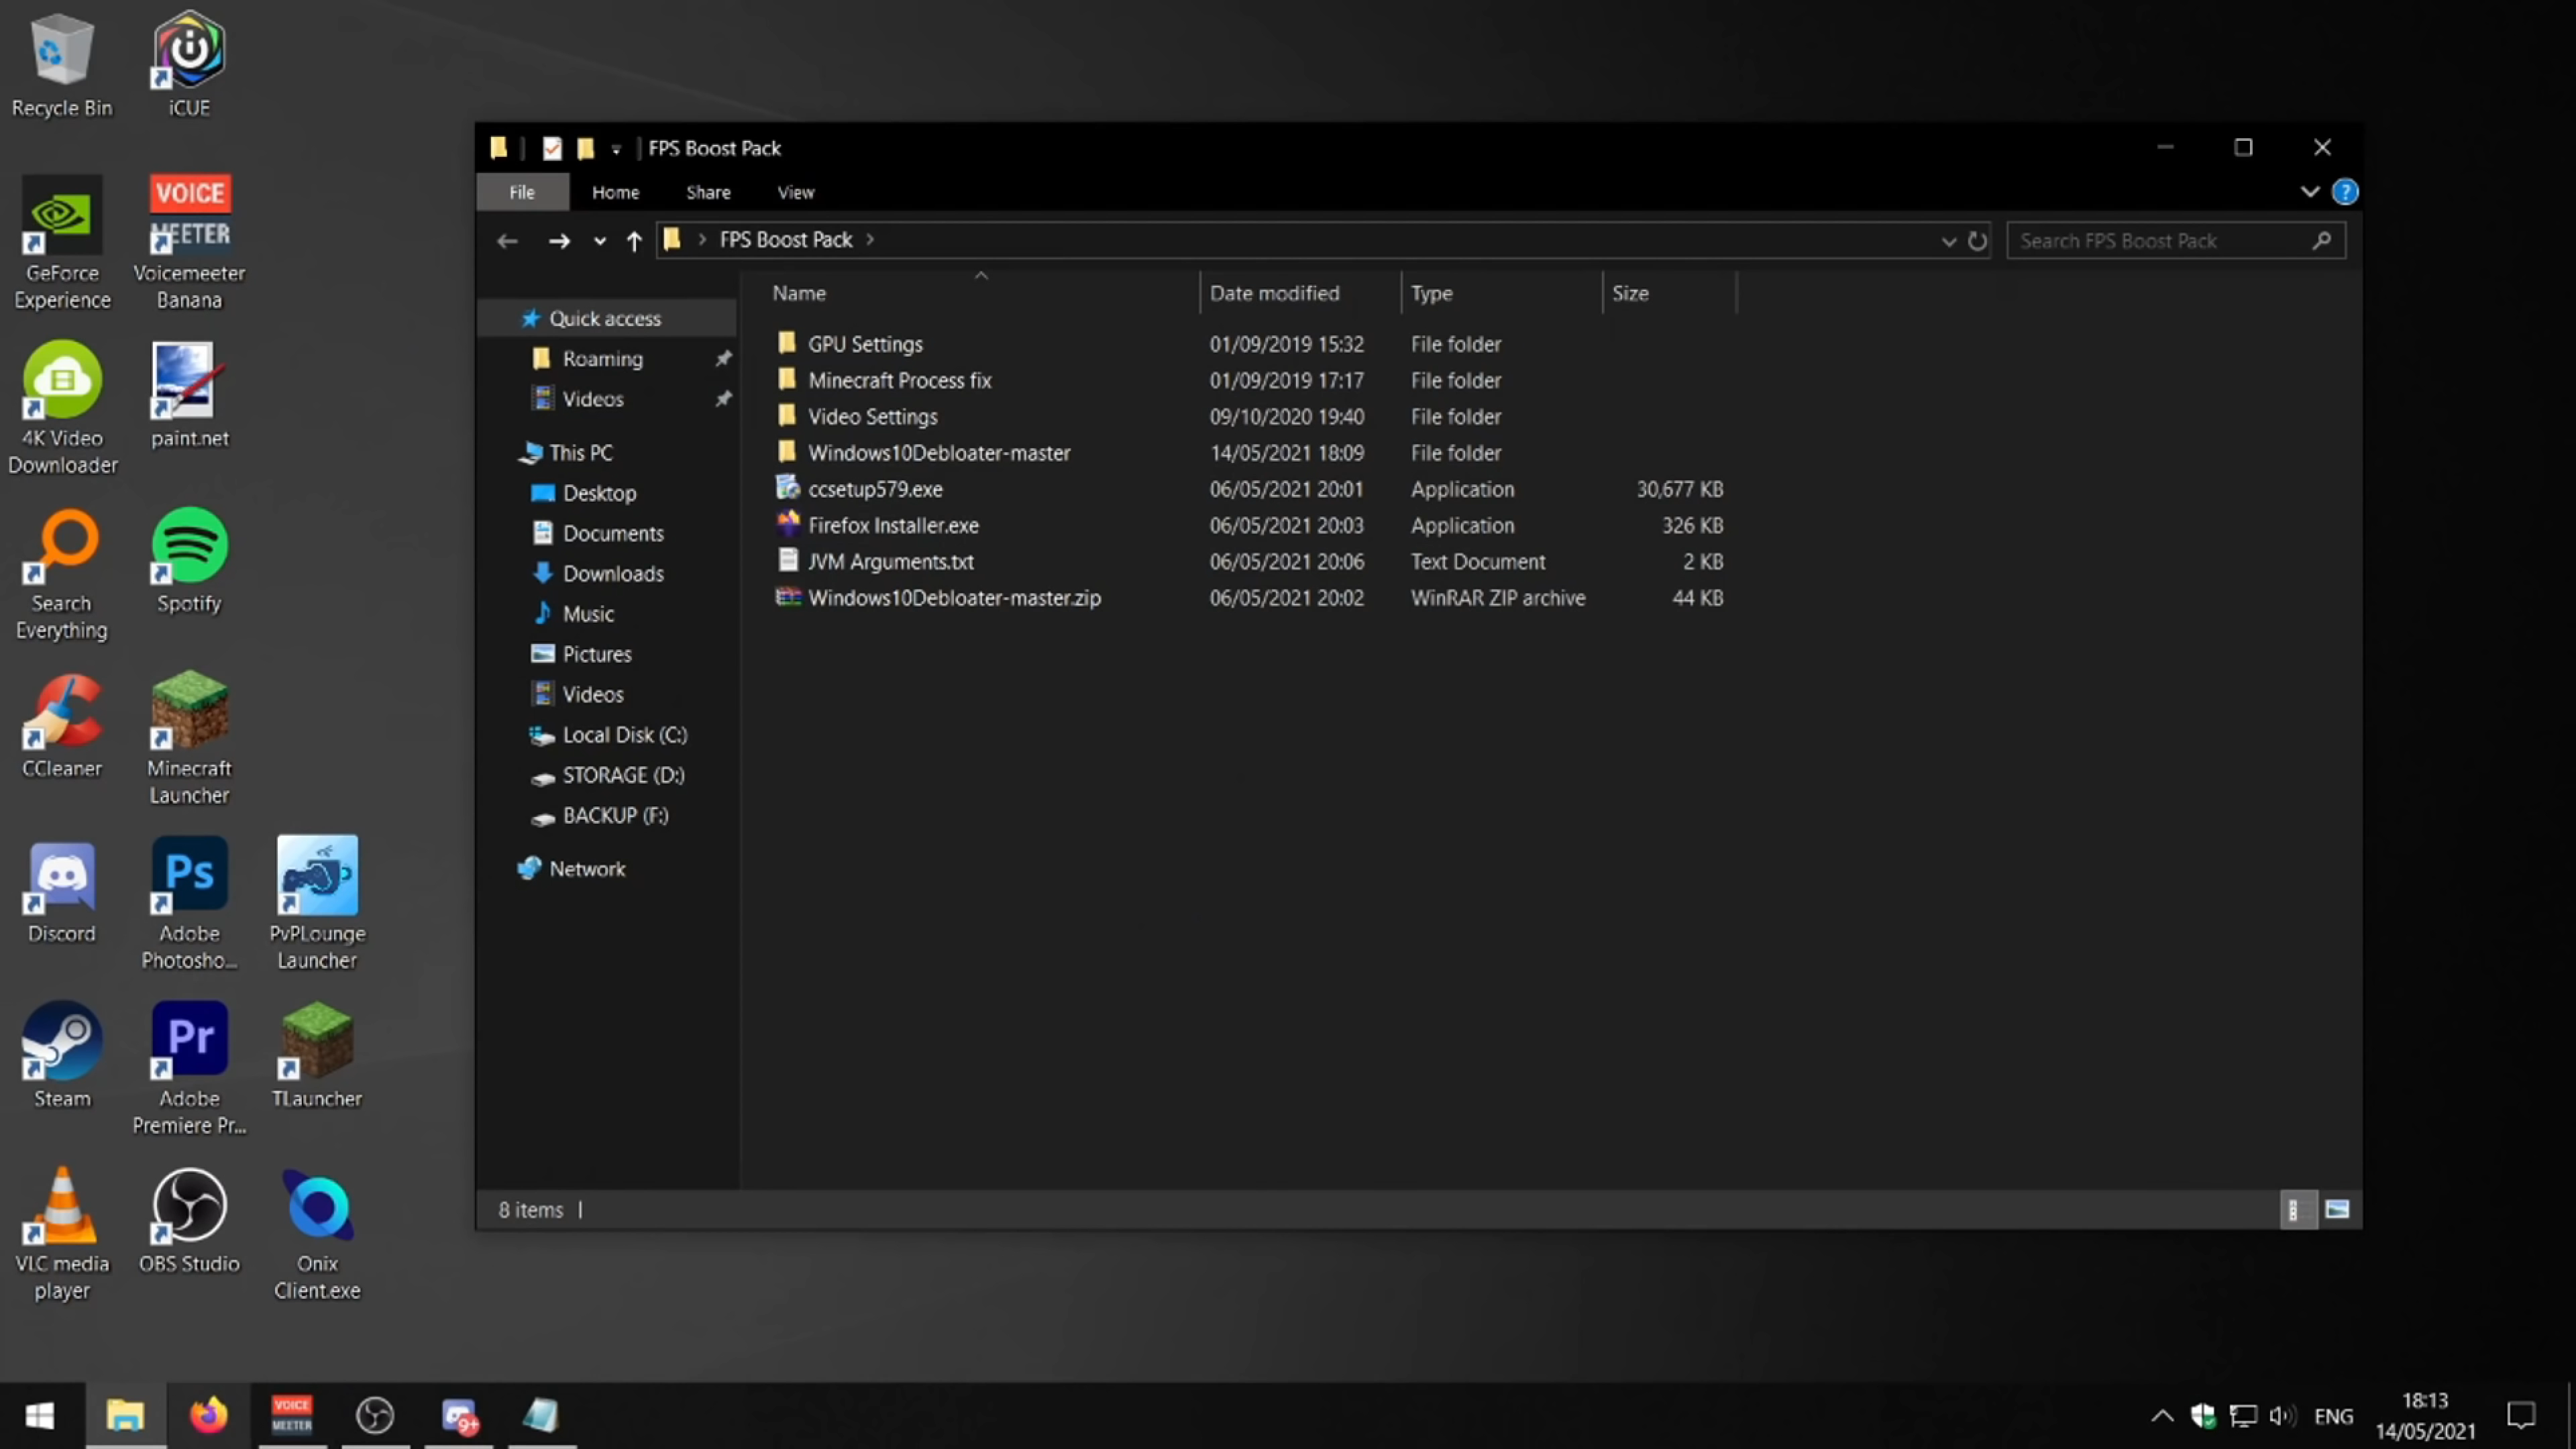 Recycle Bin
iCUE
GeForce
Experience
VOICE
MEETER
Voicemeeter
Banana
4K Video
Downloader
paint.net
Search
Everything
Spotify
CCleaner
Minecraft
Launcher
Discord
Ps
Adobe
Photosho...
PvPLounge
Launcher
Steam
Pr
Adobe
Premiere Pr...
TLauncher
VLC media
player
OBS Studio
Onix
Client.exe
FPS Boost Pack
File Home Share View
FPS Boost Pack
Search FPS Boost Pack
Quick access
Roaming
Videos
This PC
Desktop
Documents
Downloads
Music
Pictures
Videos
Local Disk (C:)
STORAGE (D:)
BACKUP (F:)
Network
Name Date modified Type Size
GPU Settings 01/09/2019 15:32 File folder
Minecraft Process fix 01/09/2019 17:17 File folder
Video Settings 09/10/2020 19:40 File folder
Windows10Debloater-master 14/05/2021 18:09 File folder
ccsetup579.exe 06/05/2021 20:01 Application 30,677 KB
Firefox Installer.exe 06/05/2021 20:03 Application 326 KB
JVM Arguments.txt 06/05/2021 20:06 Text Document 2 KB
Windows10Debloater-master.zip 06/05/2021 20:02 WinRAR ZIP archive 44 KB
8 items
VOICE
MEETER
9+
ENG
18:13
14/05/2021